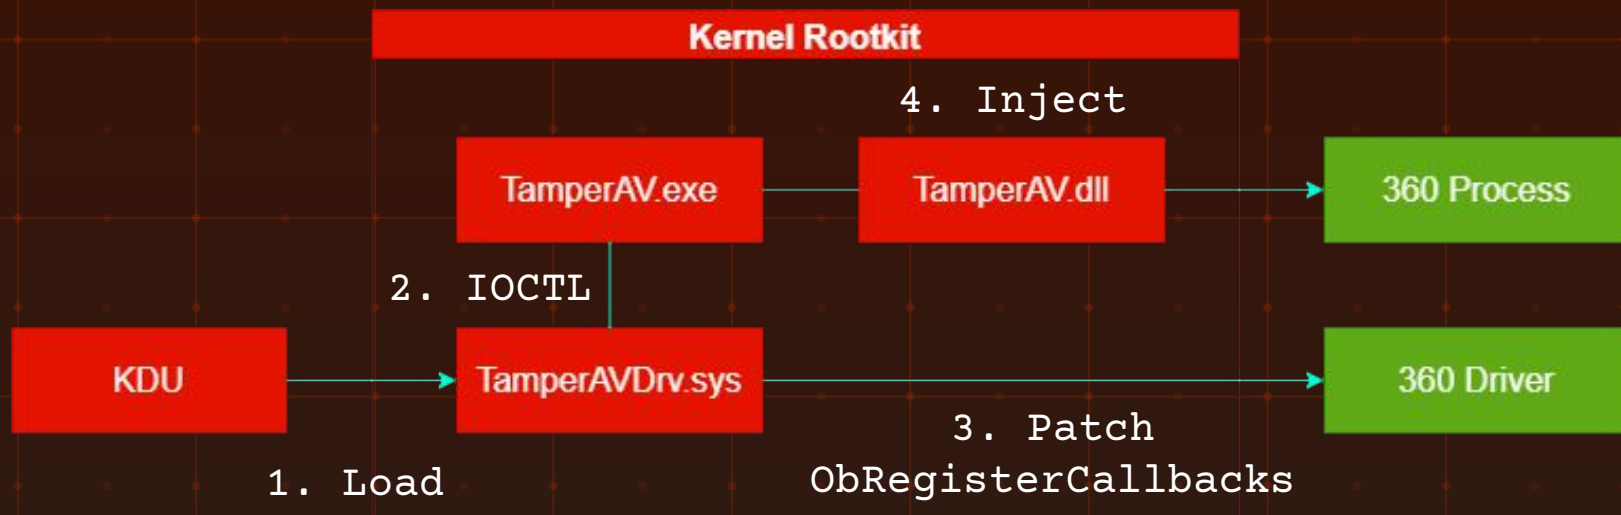 Kernel Rootkit
4. Inject
TamperAV.exe
TamperAV.dll
360 Process
2. IOCTL
KDU
TamperAVDrv.sys
360 Driver
3. Patch
ObRegisterCallbacks
1. Load